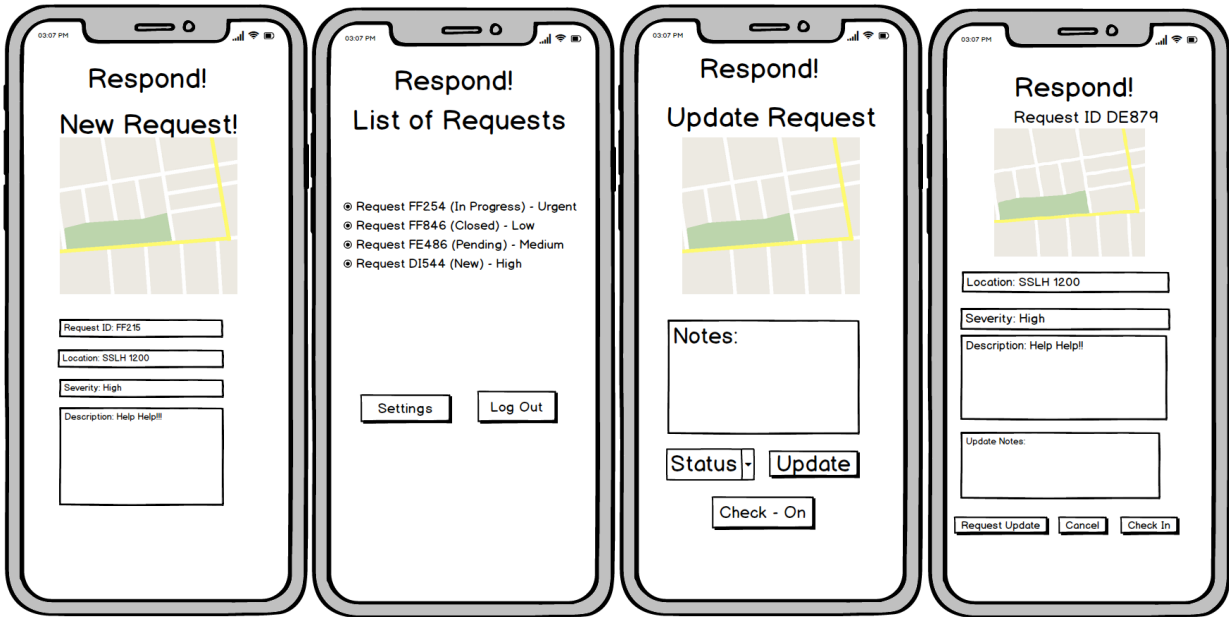 03:07 PM
Respond!
New Request!
Request ID: FF215
Location: SSLH 1200
Severity: High
Description: Help Help!!!
03:07 PM
Respond!
List of Requests
Request FF254 (In Progress) - Urgent
Request FF846 (Closed) - Low
Request FE486 (Pending) - Medium
Request DI544 (New) - High
Settings
Log Out
03:07 PM
Respond!
Update Request
Notes:
Status
Update
Check - On
03:07 PM
Respond!
Request ID DE879
Location: SSLH 1200
Severity: High
Description: Help Help!!
Update Notes:
Request Update
Cancel
Check In